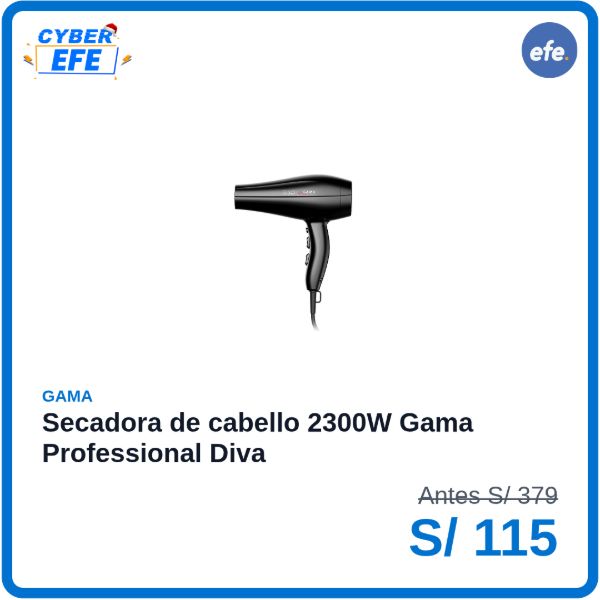 CYBER
EFE
efe.
GAMA
Secadora de cabello 2300W Gama
Professional Diva
Antes S/ 379
S/ 115